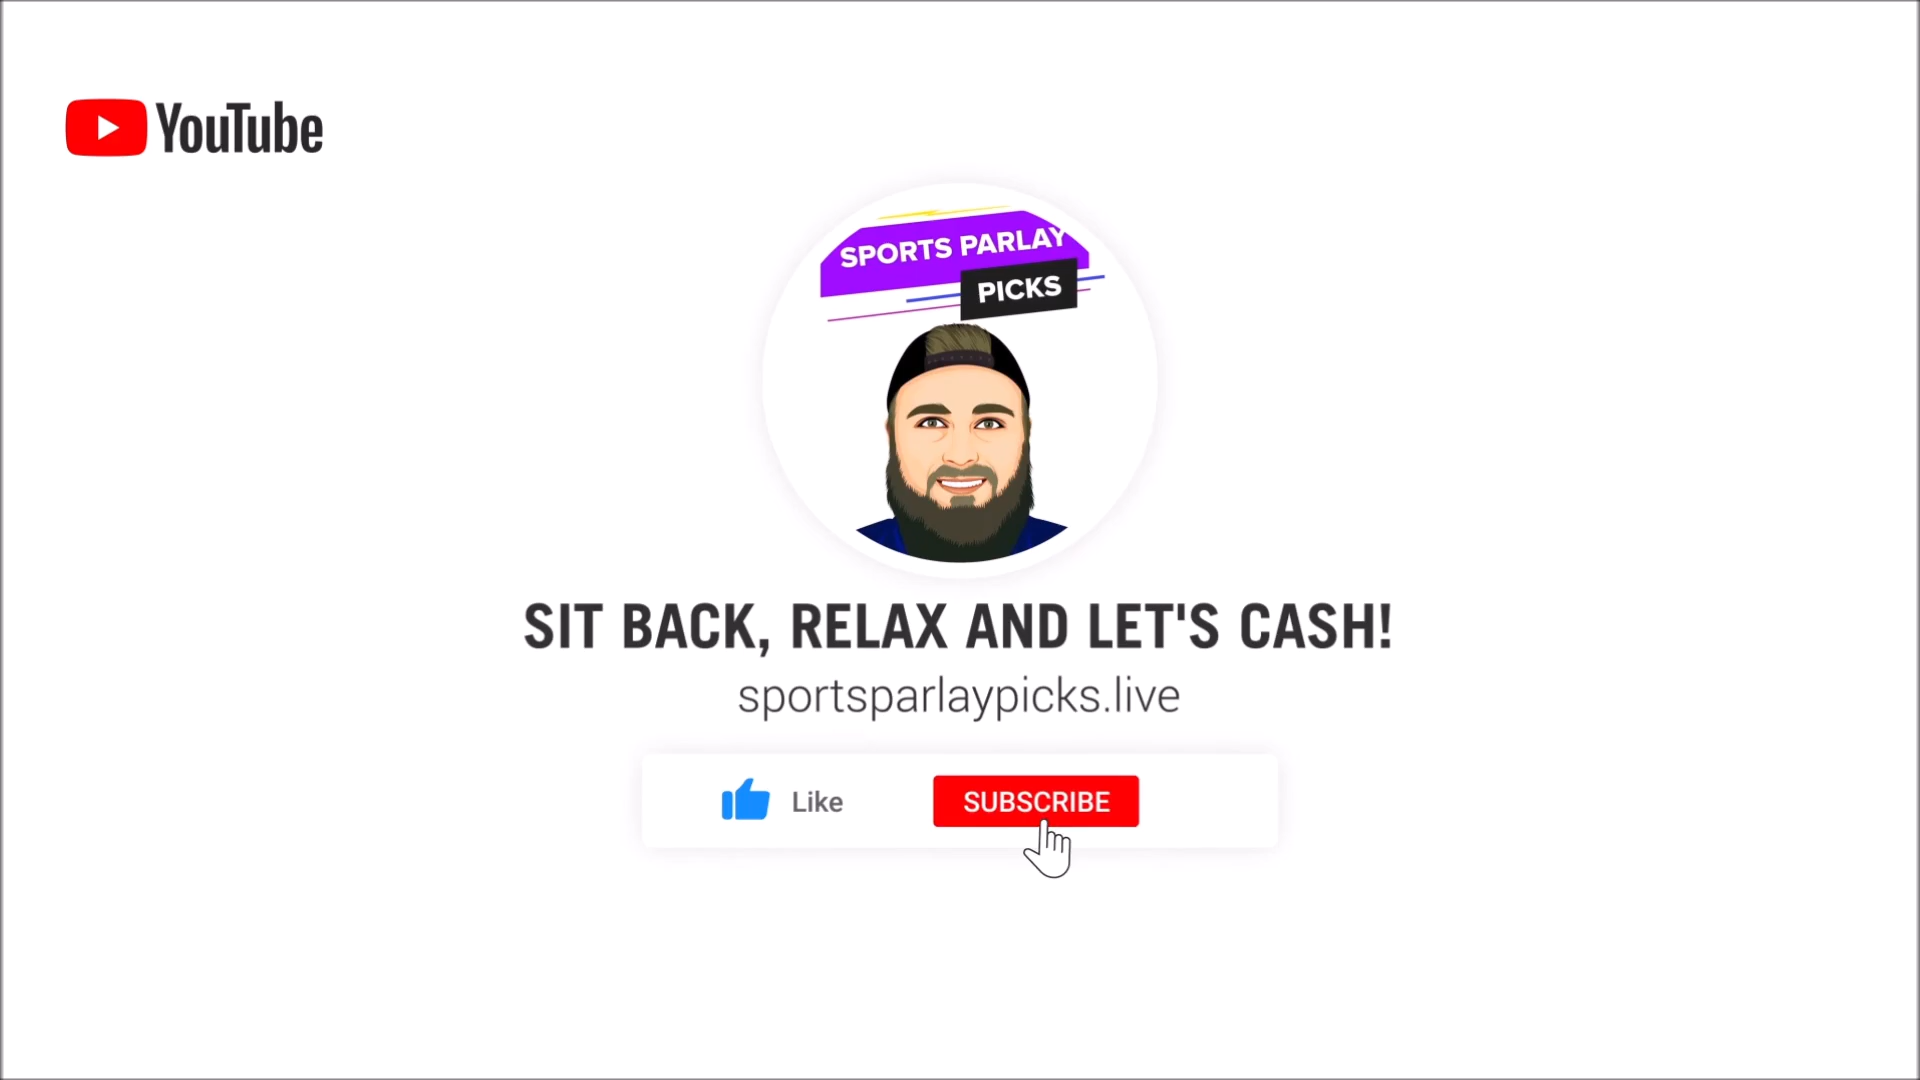 YouTube
SPORTS PARLAY
PICKS
SIT BACK, RELAX AND LET'S CASH!
sportsparlaypicks.live
Like
SUBSCRIBE